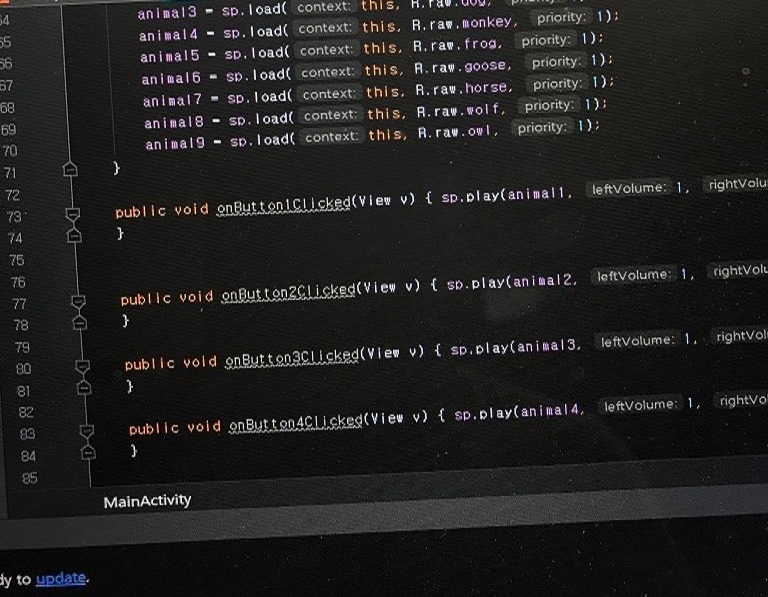 64 animal3 = sp.load( context: this, R.raw.dog,
65 animal4 = sp.load( context: this, R.raw.monkey, priority: 1);
66 animal5 = sp.load( context: this, R.raw.frog, priority: 1);
67 animal6 = sp.load( context: this, R.raw.goose, priority: 1);
68 animal7 = sp.load( context: this, R.raw.horse, priority: 1);
69 animal8 = sp.load( context: this, R.raw.wolf, priority: 1);
70 animal9 = sp.load( context: this, R.raw.owl, priority: 1);
71 }
72
73 public void onButton1Clicked(View v) { sp.play(animal1, leftVolume: 1, rightVolu
74 }
75
76
77 public void onButton2Clicked(View v) { sp.play(animal2, leftVolume: 1, rightVolu
78 }
79
80 public void onButton3Clicked(View v) { sp.play(animal3, leftVolume: 1, rightVolu
81 }
82
83 public void onButton4Clicked(View v) { sp.play(animal4, leftVolume: 1, rightVo
84 }
85
MainActivity
dy to update.